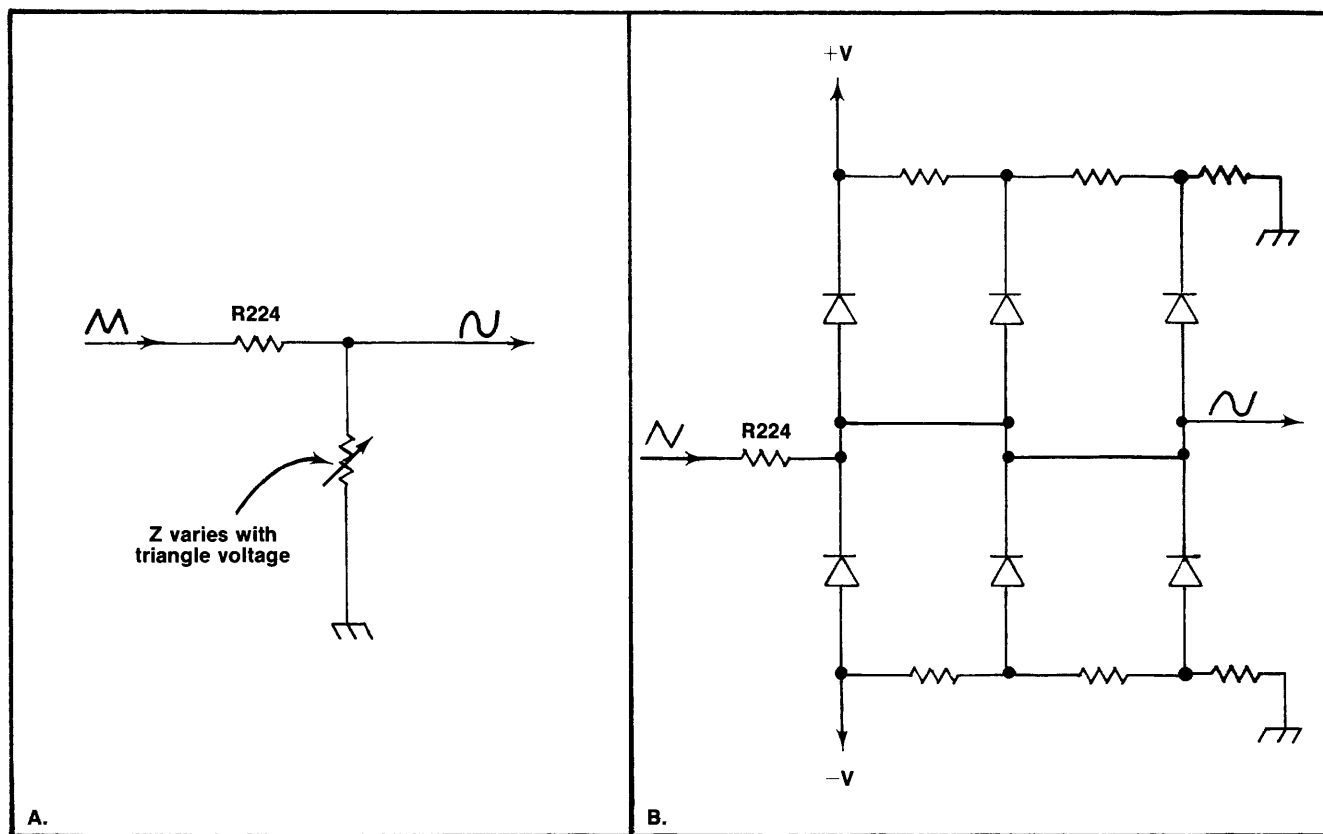 R224
Z varies with
triangle voltage
A.
+V
R224
−V
B.